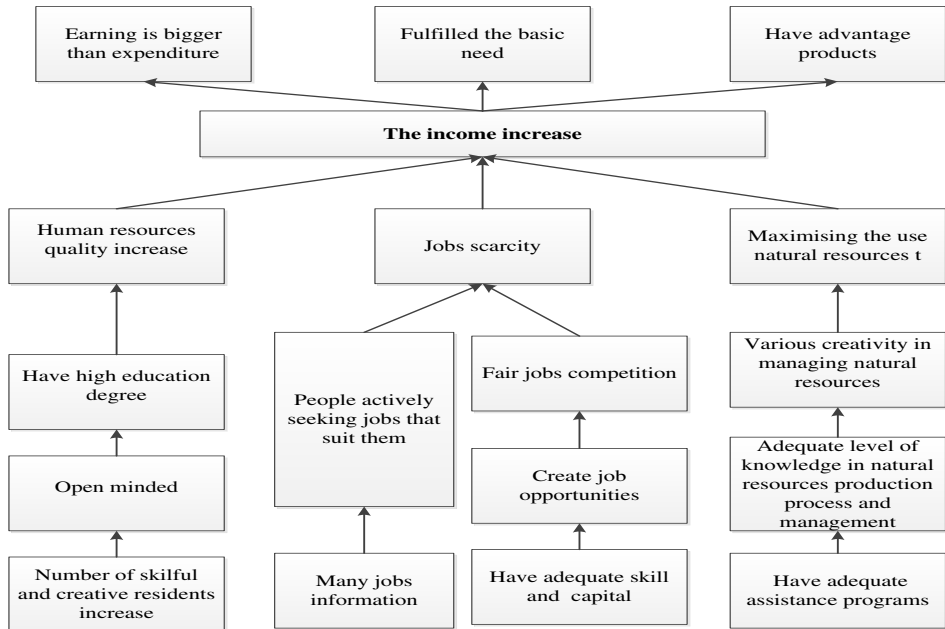 Earning is bigger
than expenditure
Fulfilled the basic
need
Have advantage
products
The income increase
Human resources
quality increase
Jobs scarcity
Maximising the use
natural resources t
Have high education
degree
People actively
seeking jobs that
suit them
Fair jobs competition
Various creativity in
managing natural
resources
Open minded
Create job
opportunities
Adequate level of
knowledge in natural
resources production
process and
management
Number of skilful
and creative residents
increase
Many jobs
information
Have adequate skill
and capital
Have adequate
assistance programs